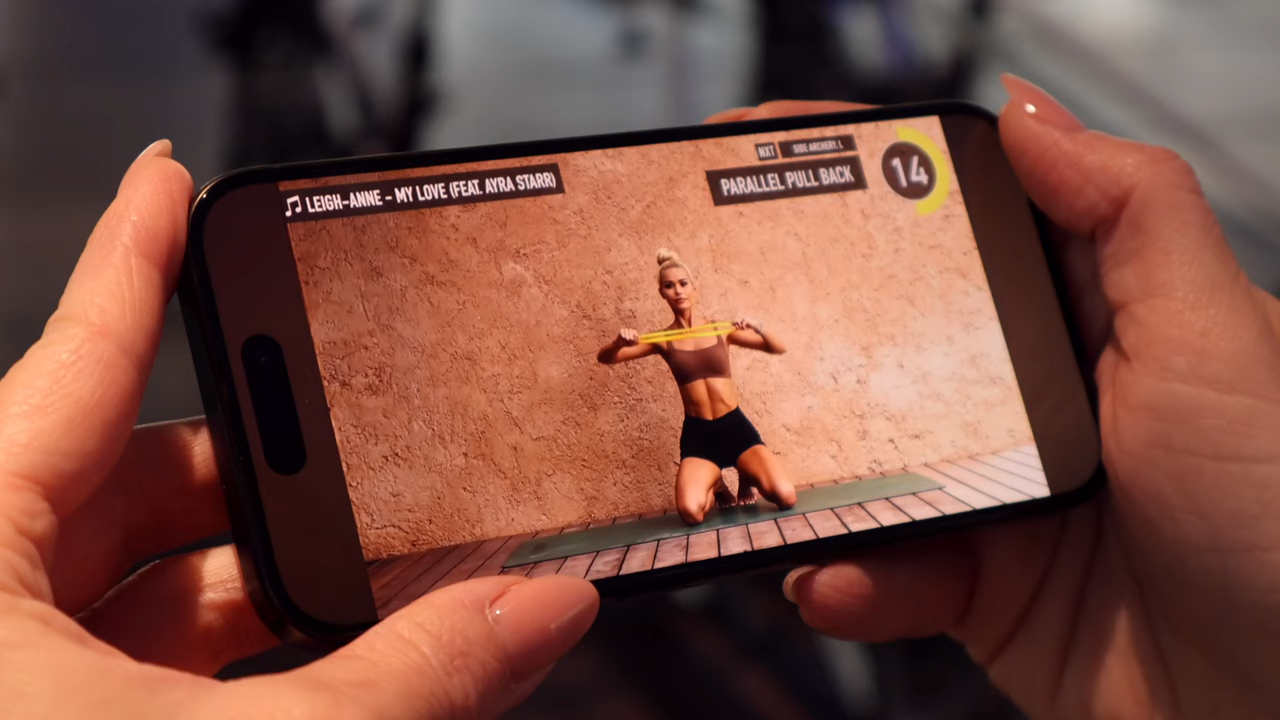 LEIGH-ANNE - MY LOVE (FEAT. AYRA STARR)
NXT SIDE ARCHERY, L
PARALLEL PULL BACK
14